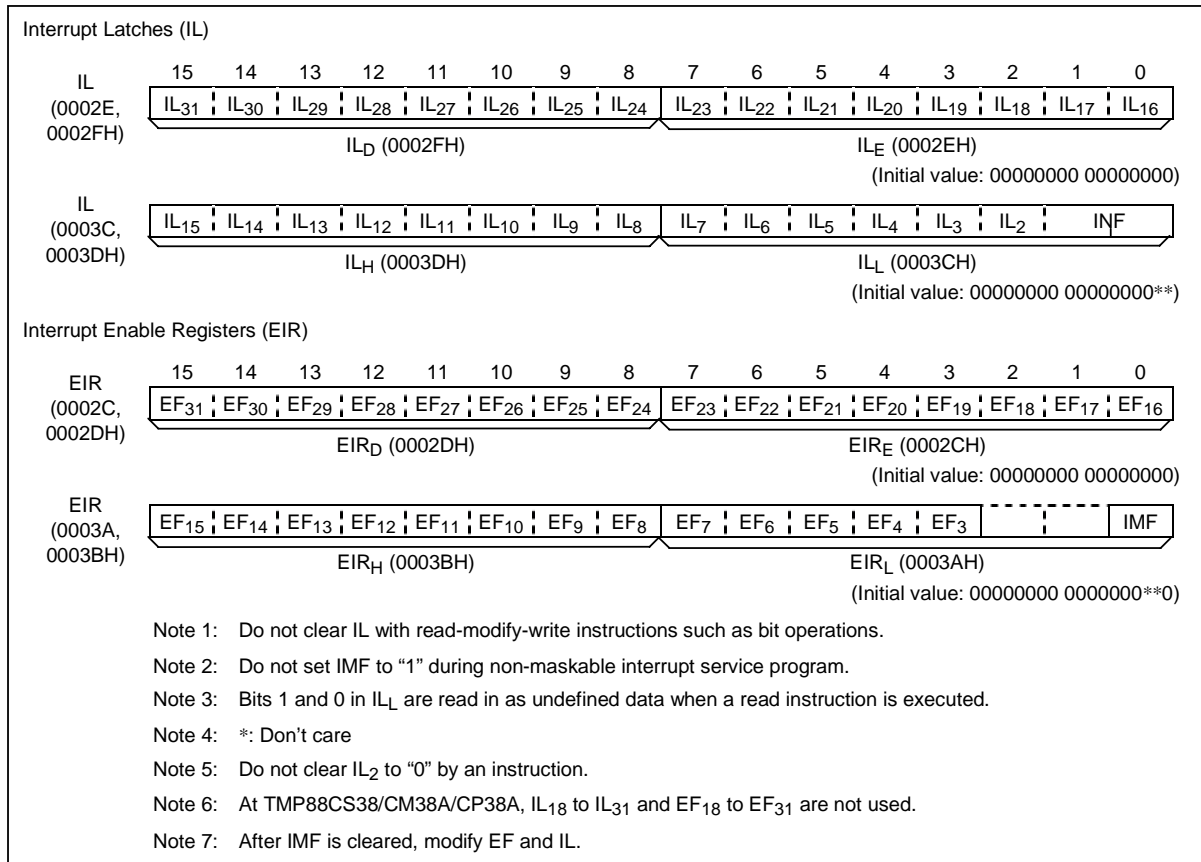 Interrupt Latches (IL)
15 14 13 12 11 10 9 8 7 6 5 4 3 2 1 0
IL
(0002E,
0002FH)
IL31 IL30 IL29 IL28 IL27 IL26 IL25 IL24 IL23 IL22 IL21 IL20 IL19 IL18 IL17 IL16
ILD (0002FH) ILE (0002EH)
(Initial value: 00000000 00000000)
IL
(0003C,
0003DH)
IL15 IL14 IL13 IL12 IL11 IL10 IL9 IL8 IL7 IL6 IL5 IL4 IL3 IL2 INF
ILH (0003DH) ILL (0003CH)
(Initial value: 00000000 00000000**)
Interrupt Enable Registers (EIR)
15 14 13 12 11 10 9 8 7 6 5 4 3 2 1 0
EIR
(0002C,
0002DH)
EF31 EF30 EF29 EF28 EF27 EF26 EF25 EF24 EF23 EF22 EF21 EF20 EF19 EF18 EF17 EF16
EIRD (0002DH) EIRE (0002CH)
(Initial value: 00000000 00000000)
EIR
(0003A,
0003BH)
EF15 EF14 EF13 EF12 EF11 EF10 EF9 EF8 EF7 EF6 EF5 EF4 EF3 IMF
EIRH (0003BH) EIRL (0003AH)
(Initial value: 00000000 0000000**0)
Note 1: Do not clear IL with read-modify-write instructions such as bit operations.
Note 2: Do not set IMF to “1” during non-maskable interrupt service program.
Note 3: Bits 1 and 0 in ILL are read in as undefined data when a read instruction is executed.
Note 4: *: Don't care
Note 5: Do not clear IL2 to “0” by an instruction.
Note 6: At TMP88CS38/CM38A/CP38A, IL18 to IL31 and EF18 to EF31 are not used.
Note 7: After IMF is cleared, modify EF and IL.